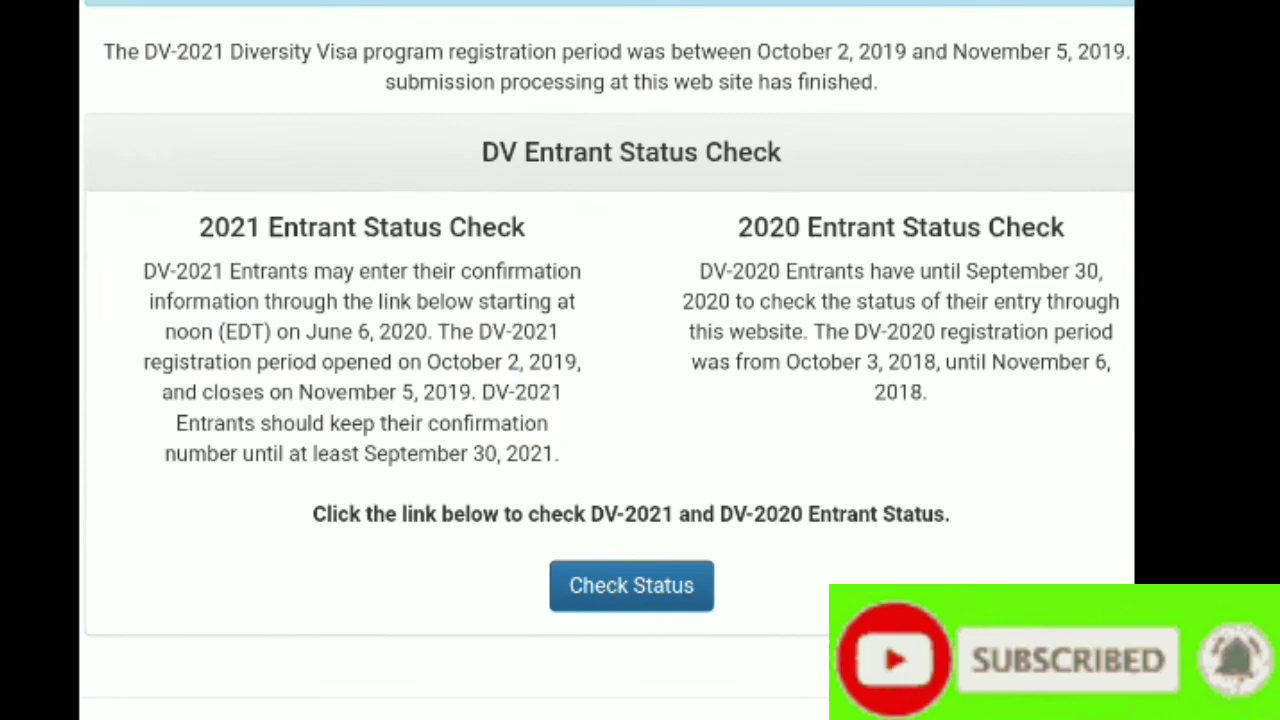 The DV-2021 Diversity Visa program registration period was between October 2, 2019 and November 5, 2019.
submission processing at this web site has finished.
DV Entrant Status Check
2021 Entrant Status Check
DV-2021 Entrants may enter their confirmation
information through the link below starting at
noon (EDT) on June 6, 2020. The DV-2021
registration period opened on October 2, 2019,
and closes on November 5, 2019. DV-2021
Entrants should keep their confirmation
number until at least September 30, 2021.
2020 Entrant Status Check
DV-2020 Entrants have until September 30,
2020 to check the status of their entry through
this website. The DV-2020 registration period
was from October 3, 2018, until November 6,
2018.
Click the link below to check DV-2021 and DV-2020 Entrant Status.
Check Status
SUBSCRIBED